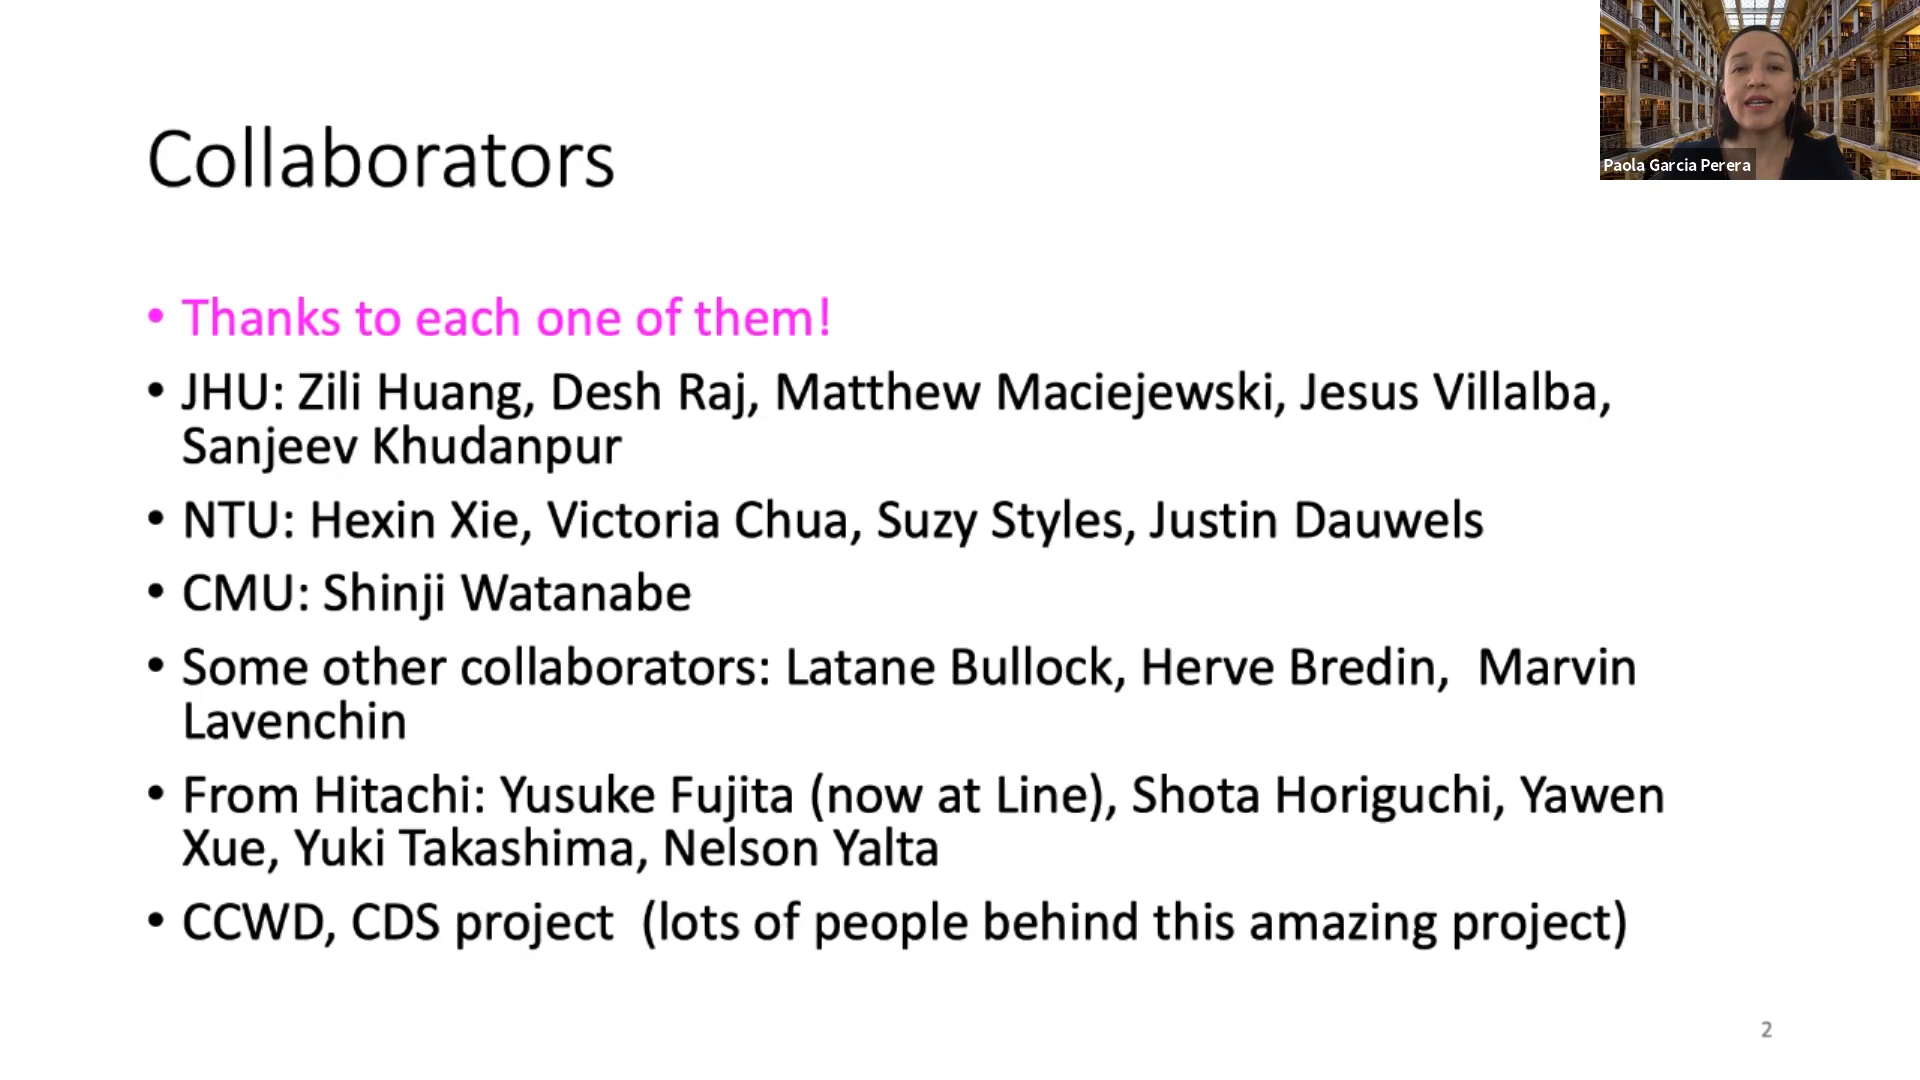 Collaborators
Paola Garcia Perera
• Thanks to each one of them!
• JHU: Zili Huang, Desh Raj, Matthew Maciejewski, Jesus Villalba,
Sanjeev Khudanpur
• NTU: Hexin Xie, Victoria Chua, Suzy Styles, Justin Dauwels
• CMU: Shinji Watanabe
• Some other collaborators: Latane Bullock, Herve Bredin,  Marvin
Lavenchin
• From Hitachi: Yusuke Fujita (now at Line), Shota Horiguchi, Yawen
Xue, Yuki Takashima, Nelson Yalta
• CCWD, CDS project  (lots of people behind this amazing project)
2